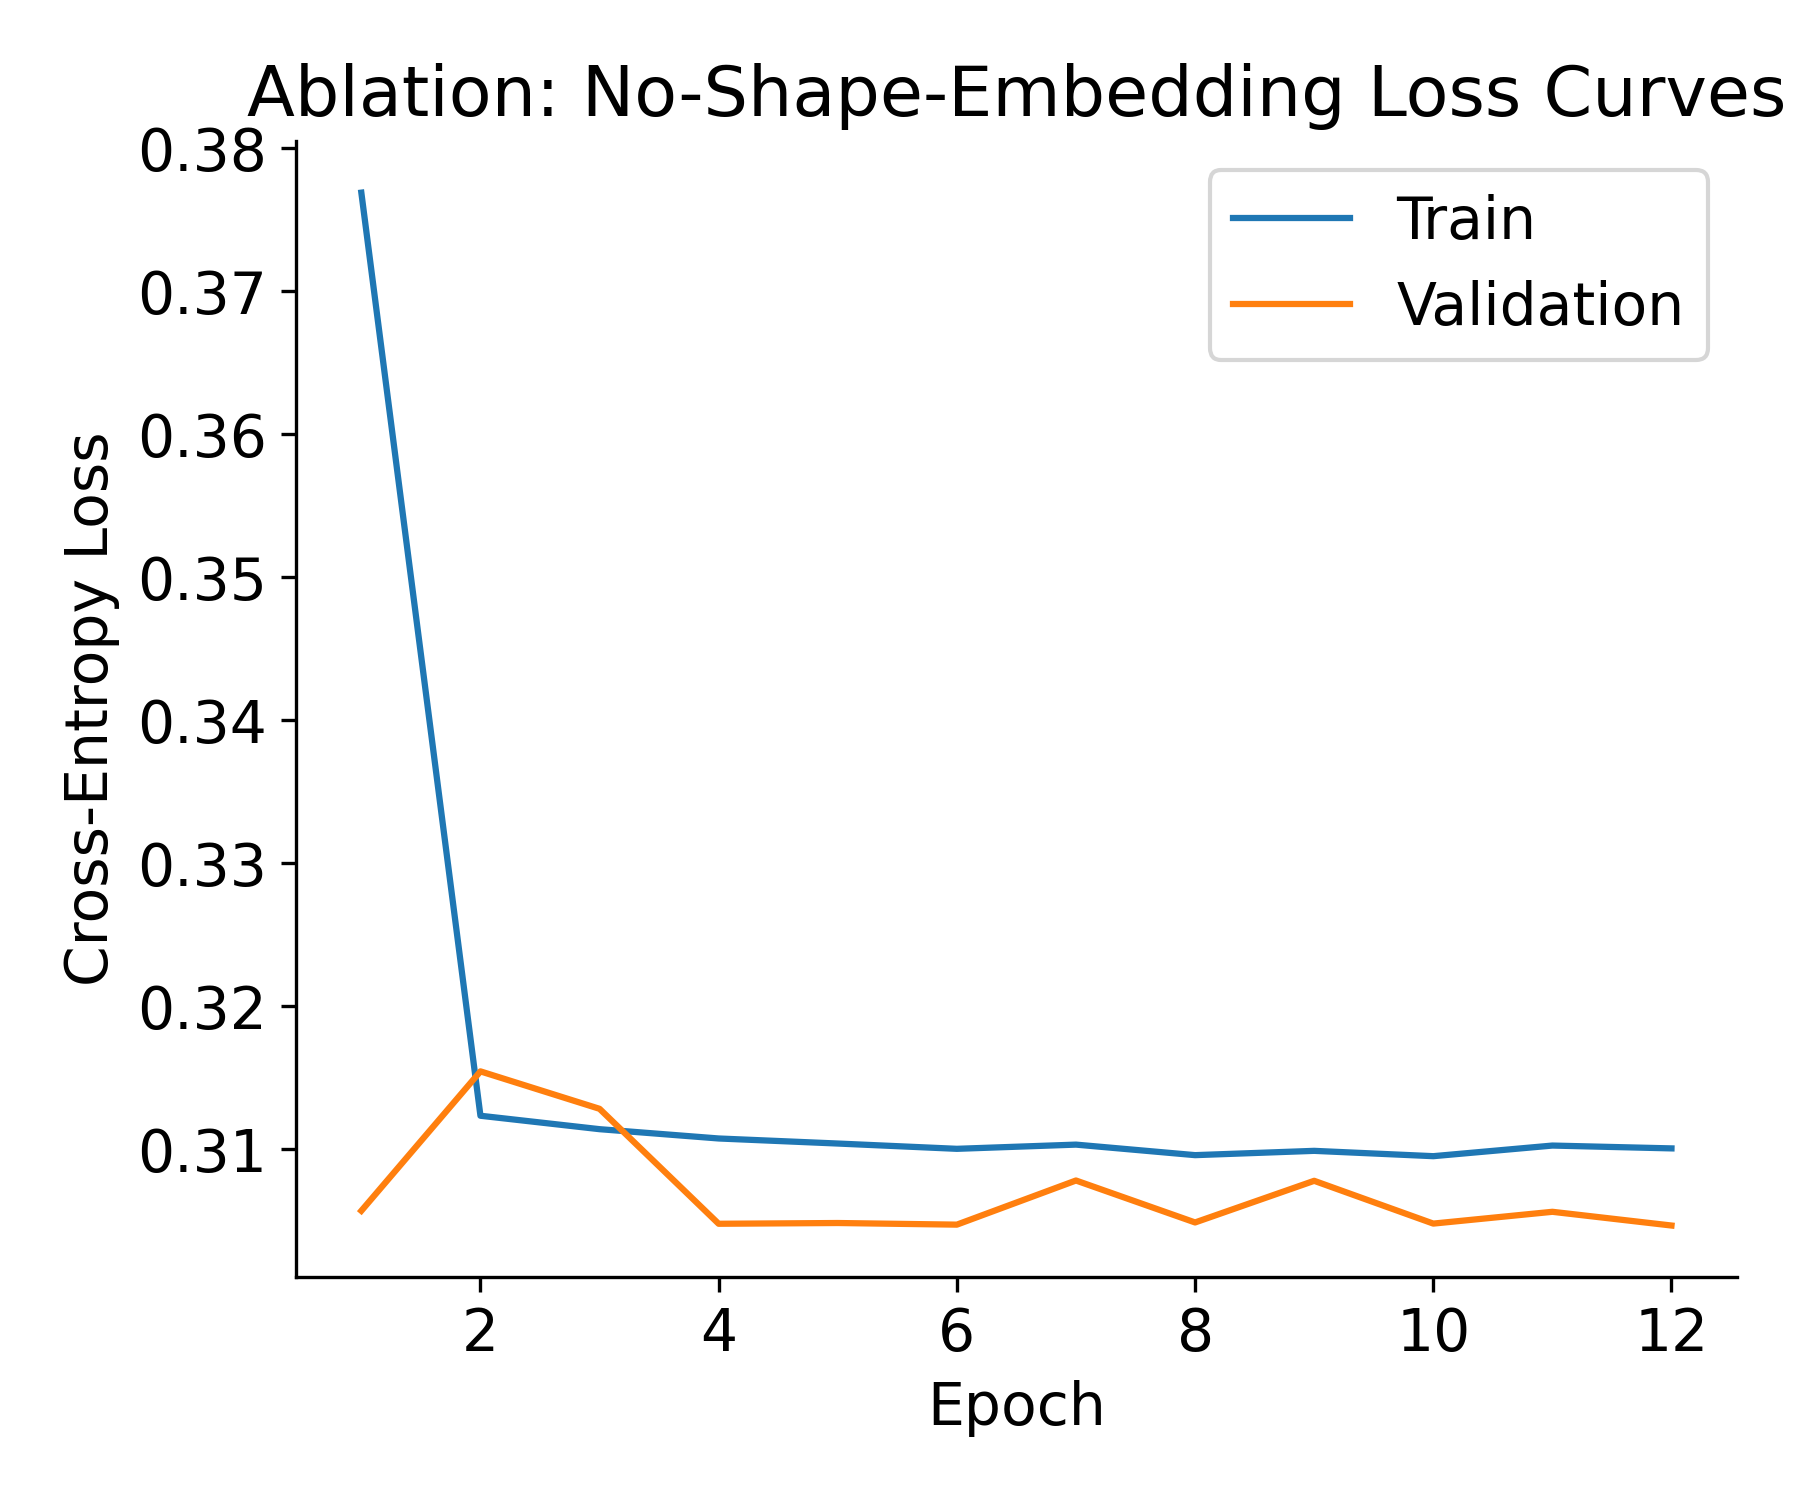 Ablation: No-Shape-Embedding Loss Curves
Train
Validation
Cross-Entropy Loss
0.38
0.37
0.36
0.35
0.34
0.33
0.32
0.31
2 4 6 8 10 12
Epoch